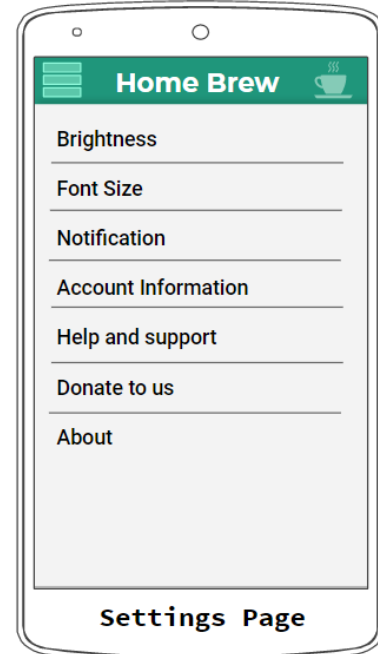 Home Brew
Brightness
Font Size
Notification
Account Information
Help and support
Donate to us
About
Settings Page